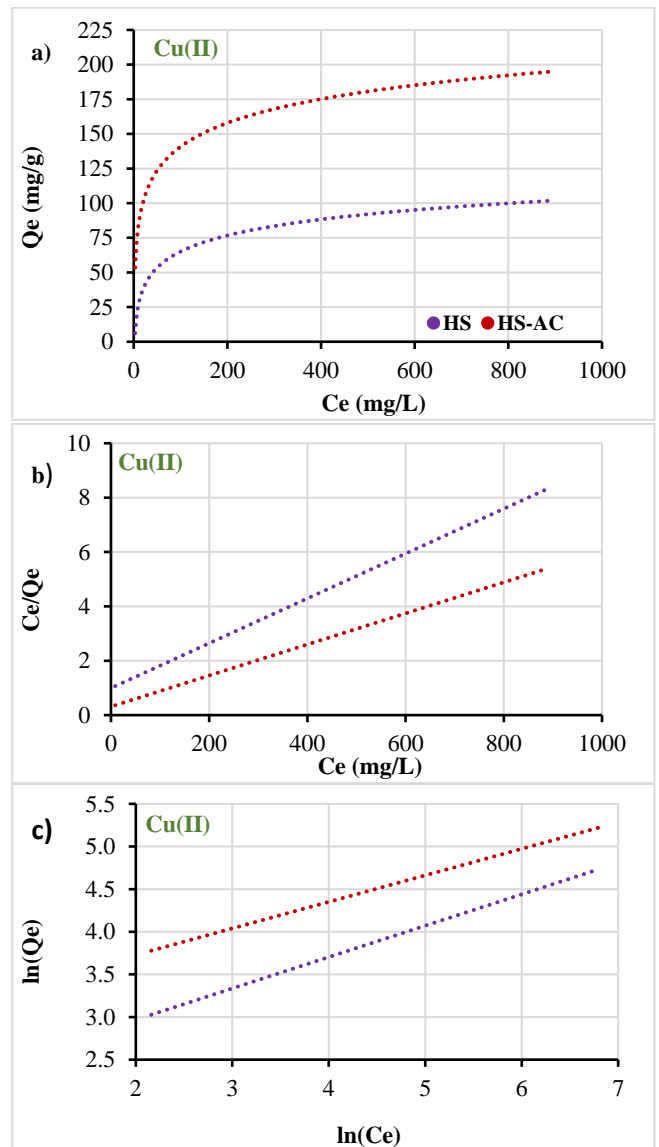 a)
Cu(II)
225
200
175
150
125
100
75
50
25
0
Qe (mg/g)
HS HS-AC
0 200 400 600 800 1000
Ce (mg/L)
b)
Cu(II)
10
8
6
4
2
0
Ce/Qe
0 200 400 600 800 1000
Ce (mg/L)
c)
Cu(II)
5.5
5.0
4.5
4.0
3.5
3.0
2.5
ln(Qe)
2 3 4 5 6 7
ln(Ce)